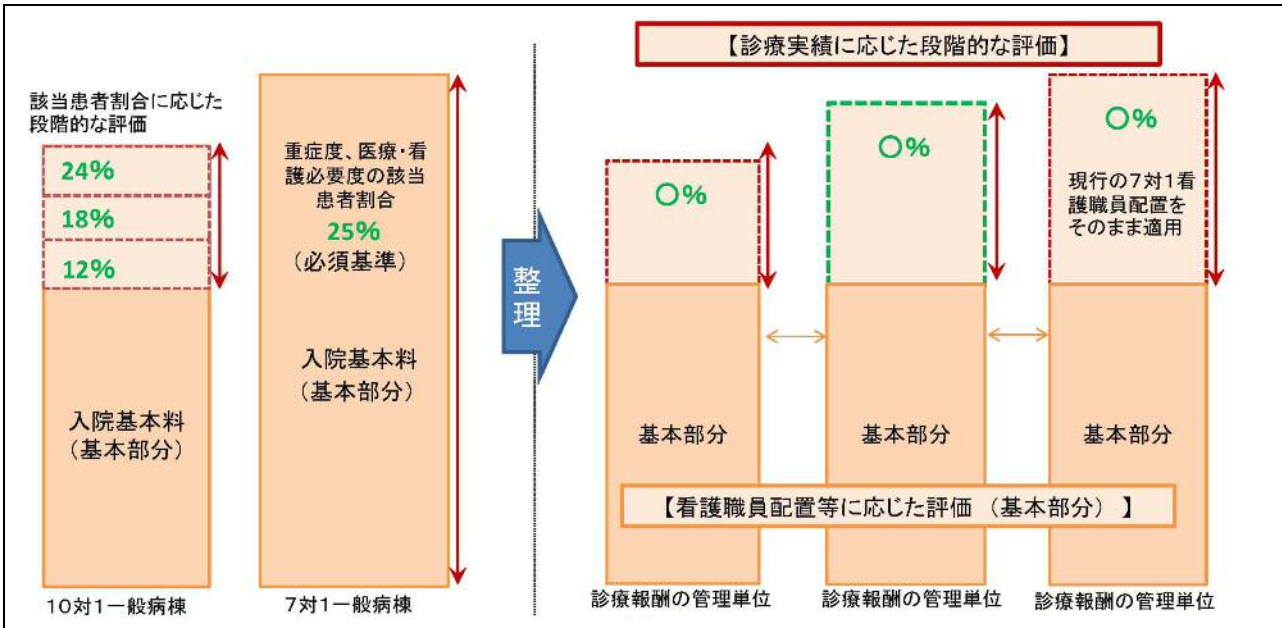 該当患者割合に応じた
段階的な評価
24%
18%
12%
入院基本料
(基本部分)
10対1一般病棟
重症度、医療・看
護必要度の該当
患者割合
25%
(必須基準)
入院基本料
(基本部分)
7対1一般病棟
整
理
【診療実績に応じた段階的な評価】
〇%
基本部分
診療報酬の管理単位
〇%
基本部分
診療報酬の管理単位
〇%
現行の7対1看
護職員配置を
そのまま適用
基本部分
診療報酬の管理単位
【看護職員配置等に応じた評価 (基本部分) 】